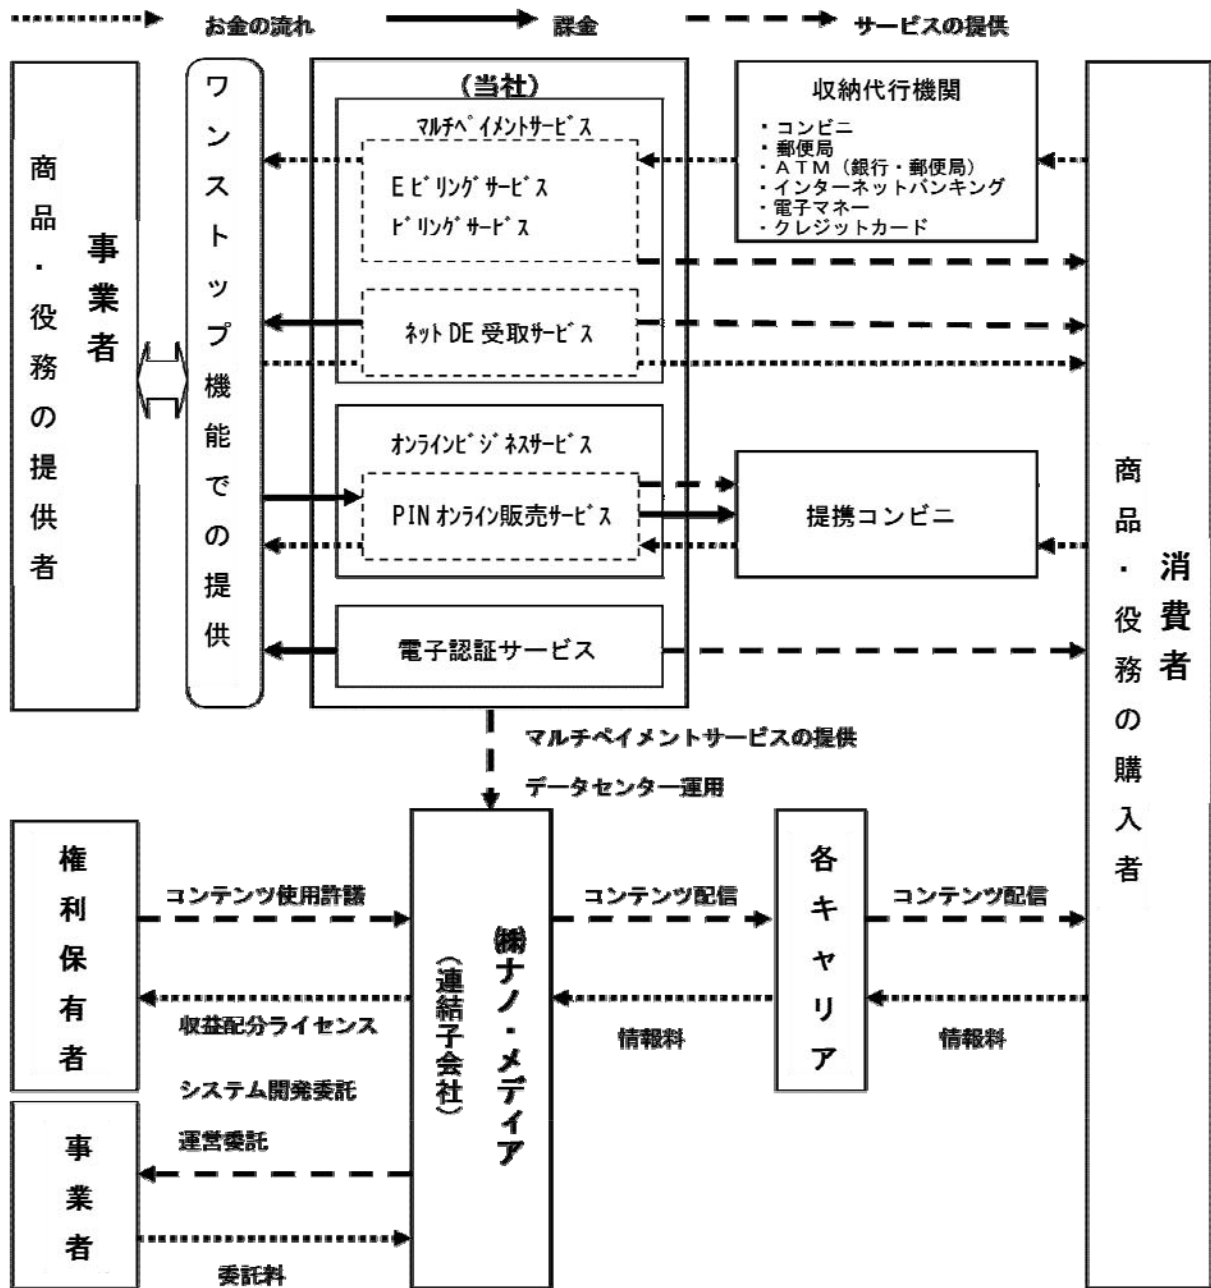 お金の流れ
課金
サービスの提供
事業者
商品・役務の提供者
ワンストップ機能での提供
(当社)
マルチペイメントサービス
Eビリングサービス
ビリングサービス
ネットDE受取サービス
オンラインビジネスサービス
PINオンライン販売サービス
電子認証サービス
収納代行機関
・コンビニ
・郵便局
・ATM(銀行・郵便局)
・インターネットバンキング
・電子マネー
・クレジットカード
提携コンビニ
消費者
商品・役務の購入者
マルチペイメントサービスの提供
データセンター運用
権利保有者
コンテンツ使用許諾
収益配分ライセンス
システム開発委託
運営委託
事業者
委託料
㈱ナノ・メディア
(連結子会社)
コンテンツ配信
情報料
各キャリア
コンテンツ配信
情報料